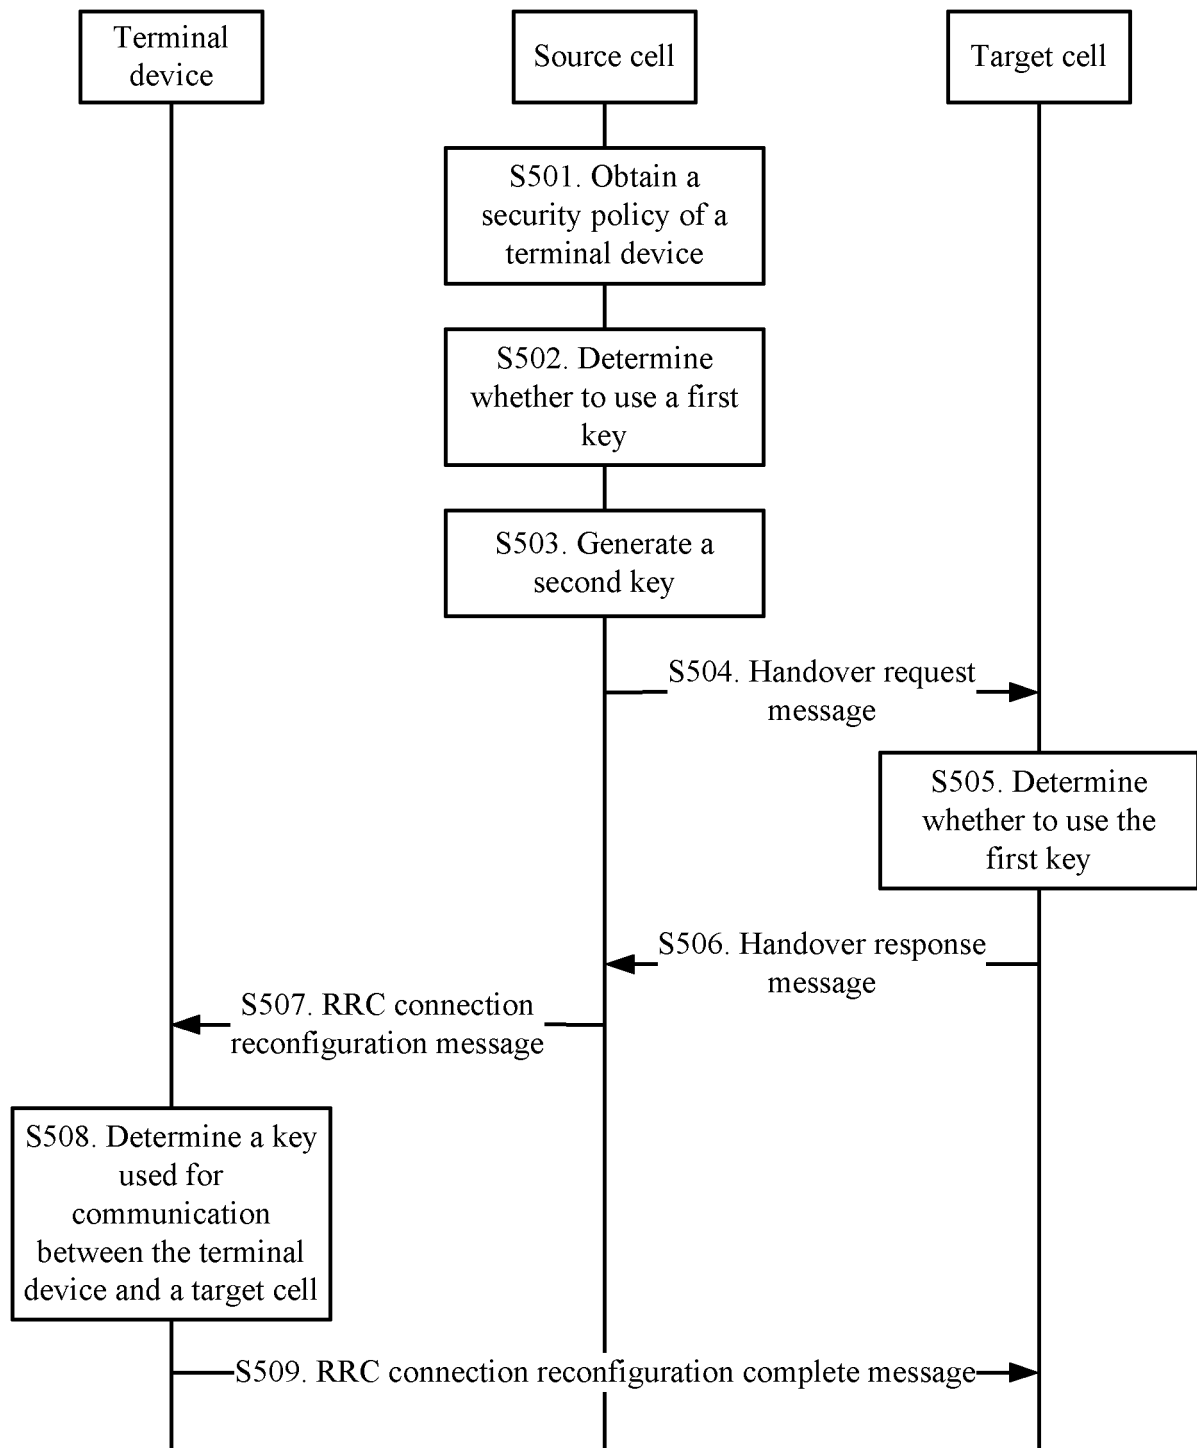 Terminal
device
Source cell
Target cell
S501. Obtain a
security policy of a
terminal device
S502. Determine
whether to use a first
key
S503. Generate a
second key
S504. Handover request
message
S505. Determine
whether to use the
first key
S506. Handover response
message
S507. RRC connection
reconfiguration message
S508. Determine a key
used for
communication
between the terminal
device and a target cell
S509. RRC connection reconfiguration complete message